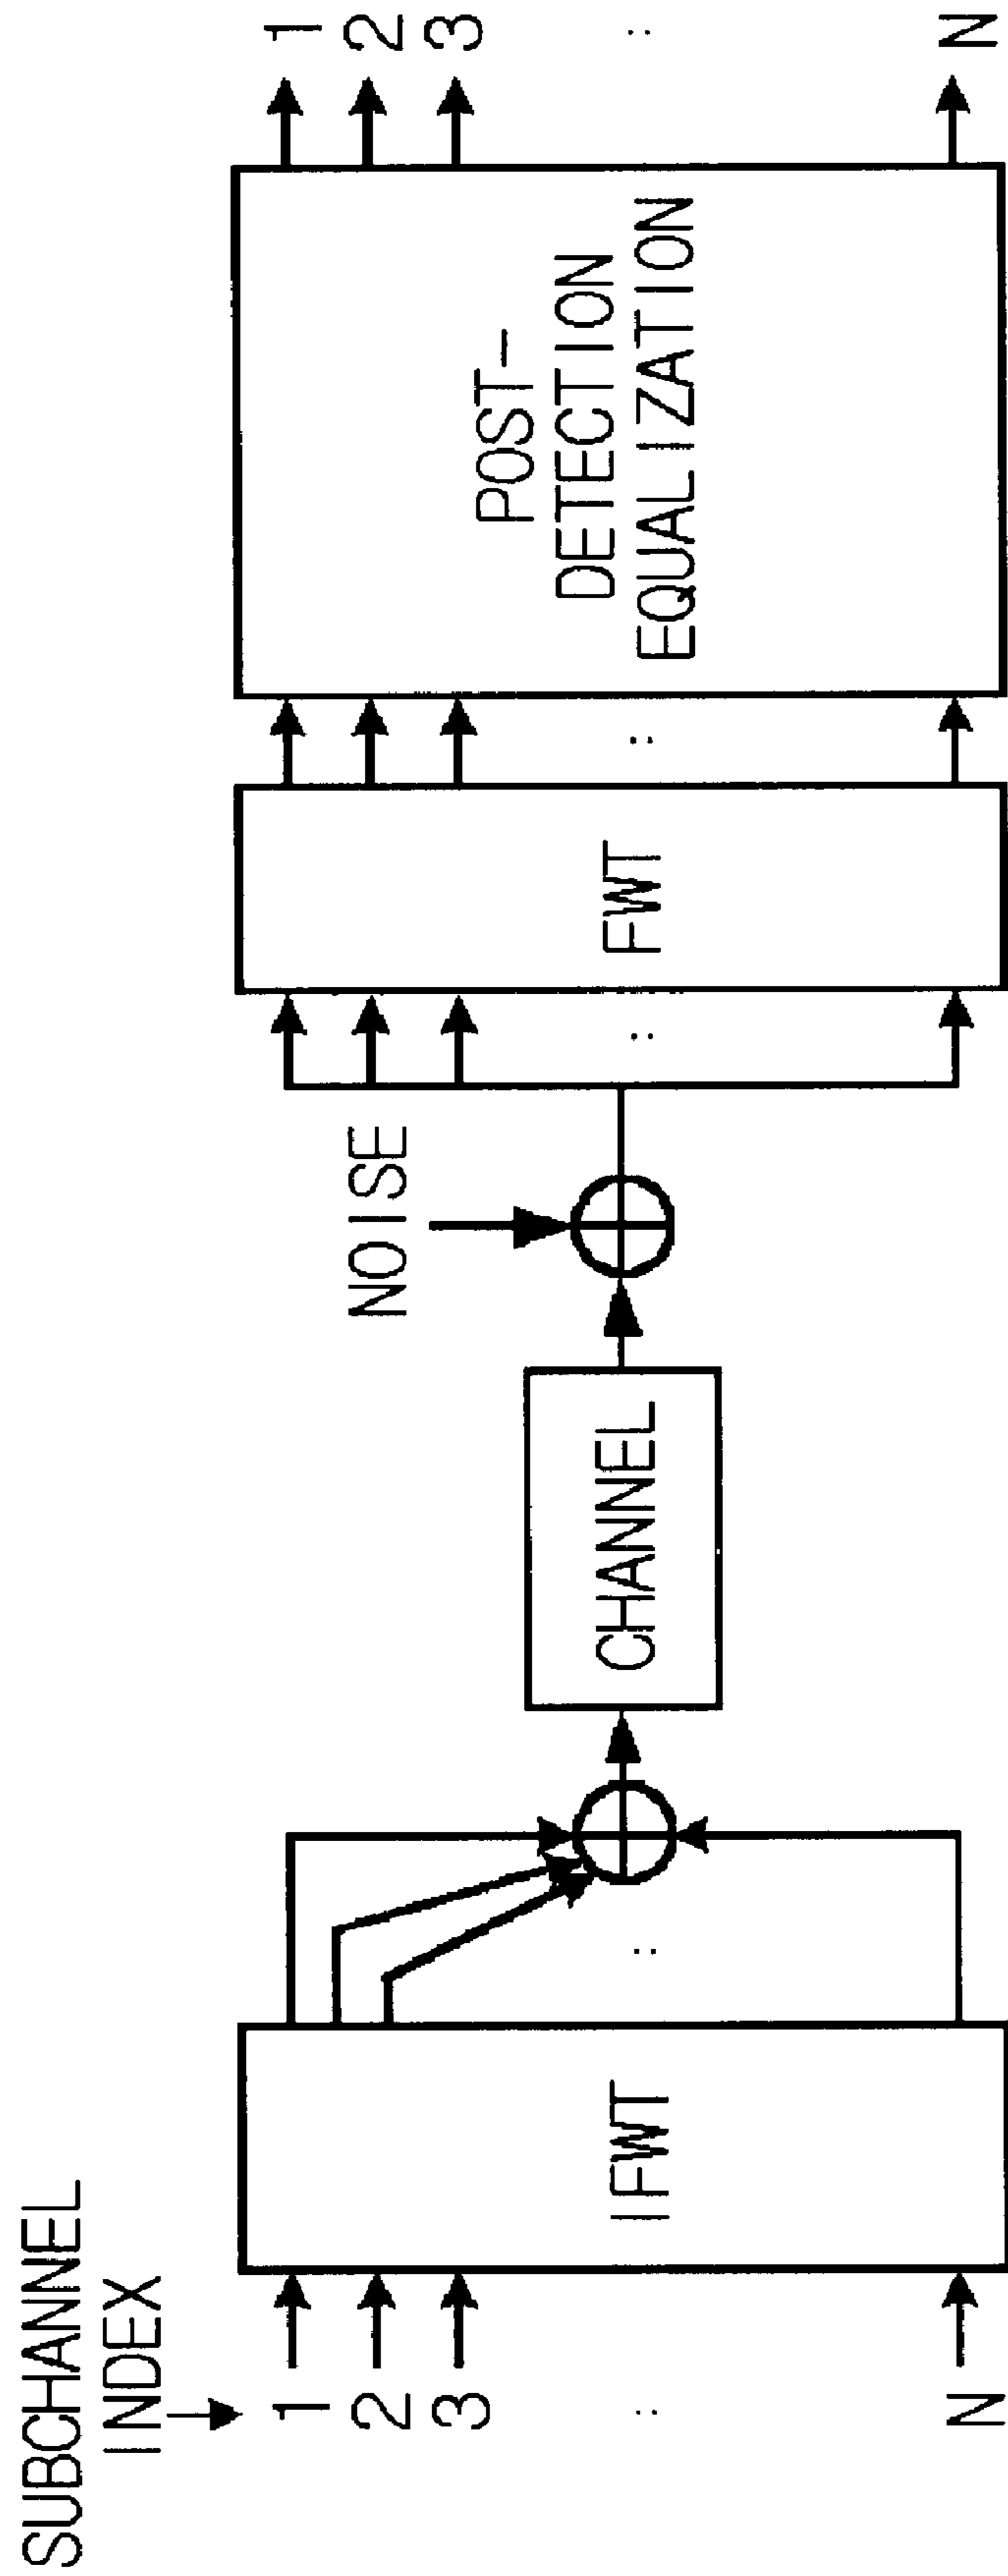 SUBCHANNEL
INDEX
1
2
3
:
N
IFWT
:
CHANNEL
NOISE
:
FWT
:
POST-
DETECTION
EQUALIZATION
1
2
3
:
N